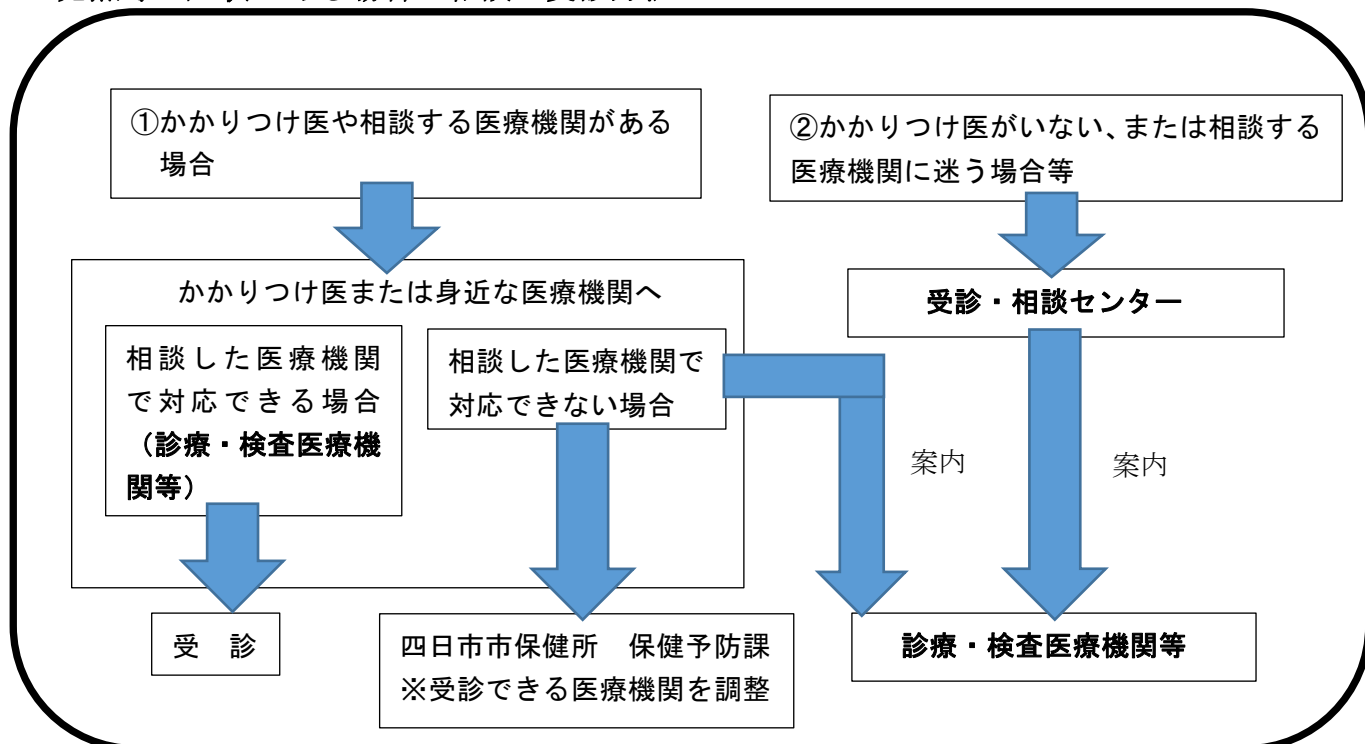 ①かかりつけ医や相談する医療機関がある
場合
②かかりつけ医がいない、または相談する
医療機関に迷う場合等
かかりつけ医または身近な医療機関へ
受診・相談センター
相談した医療機関
で対応できる場合
（診療・検査医療機
関等）
相談した医療機関で
対応できない場合
案内
案内
受　診
四日市市保健所　保健予防課
※受診できる医療機関を調整
診療・検査医療機関等